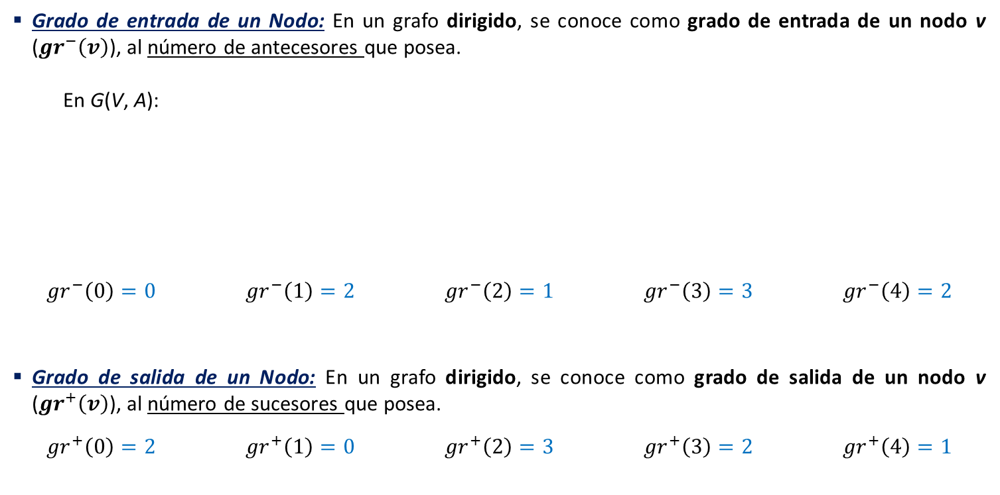 ▪ Grado de entrada de un Nodo: En un grafo dirigido, se conoce como grado de entrada de un nodo v
(gr⁻(v)), al número de antecesores que posea.
En G(V, A):
gr⁻(0) = 0 gr⁻(1) = 2 gr⁻(2) = 1 gr⁻(3) = 3 gr⁻(4) = 2
▪ Grado de salida de un Nodo: En un grafo dirigido, se conoce como grado de salida de un nodo v
(gr⁺(v)), al número de sucesores que posea.
gr⁺(0) = 2 gr⁺(1) = 0 gr⁺(2) = 3 gr⁺(3) = 2 gr⁺(4) = 1